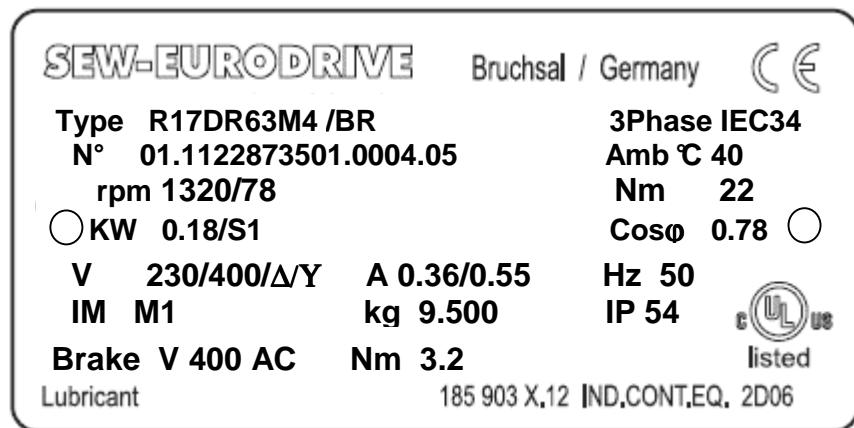 SEW-EURODRIVE Bruchsal / Germany CE
Type R17DR63M4 /BR 3Phase IEC34
N° 01.1122873501.0004.05 Amb °C 40
rpm 1320/78 Nm 22
KW 0.18/S1 Cosφ 0.78
V 230/400/Δ/Y A 0.36/0.55 Hz 50
IM M1 kg 9.500 IP 54
C UL US
Brake V 400 AC Nm 3.2 listed
Lubricant 185 903 X.12 IND.CONT.EQ. 2D06